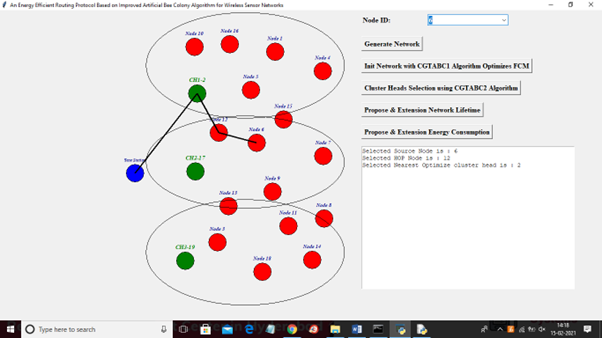 An Energy Efficient Routing Protocol Based on Improved Artificial Bee Colony Algorithm for Wireless Sensor Networks
Node ID:
6
Generate Network
Init Network with CGTABC1 Algorithm Optimizes FCM
Cluster Heads Selection using CGTABC2 Algorithm
Propose & Extension Network Lifetime
Propose & Extension Energy Consumption
Selected Source Node is : 6
Selected HOP Node is : 12
Selected Nearest Optimize cluster head is : 2
Node 10
Node 16
Node 1
Node 4
CH1-2
Node 5
Node 15
Node 12
Node 6
Node 7
Base Station
CH2-17
Node 9
Node 13
Node 8
Node 11
Node 3
CH3-19
Node 18
Node 14
Type here to search
14:16
15-02-2021